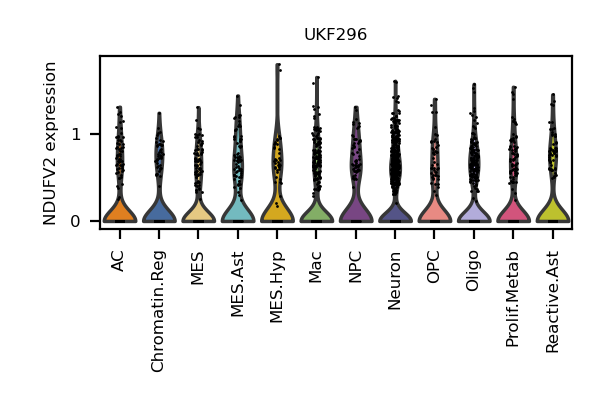 UKF296
NDUFV2 expression
1
0
AC
Chromatin.Reg
MES
MES.Ast
MES.Hyp
Mac
NPC
Neuron
OPC
Oligo
Prolif.Metab
Reactive.Ast